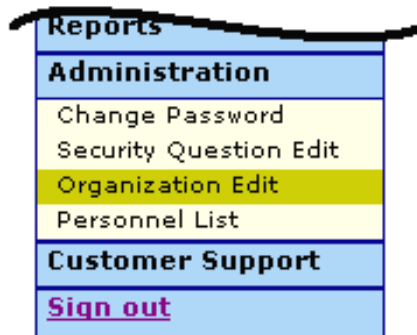 Reports
Administration
Change Password
Security Question Edit
Organization Edit
Personnel List
Customer Support
Sign out